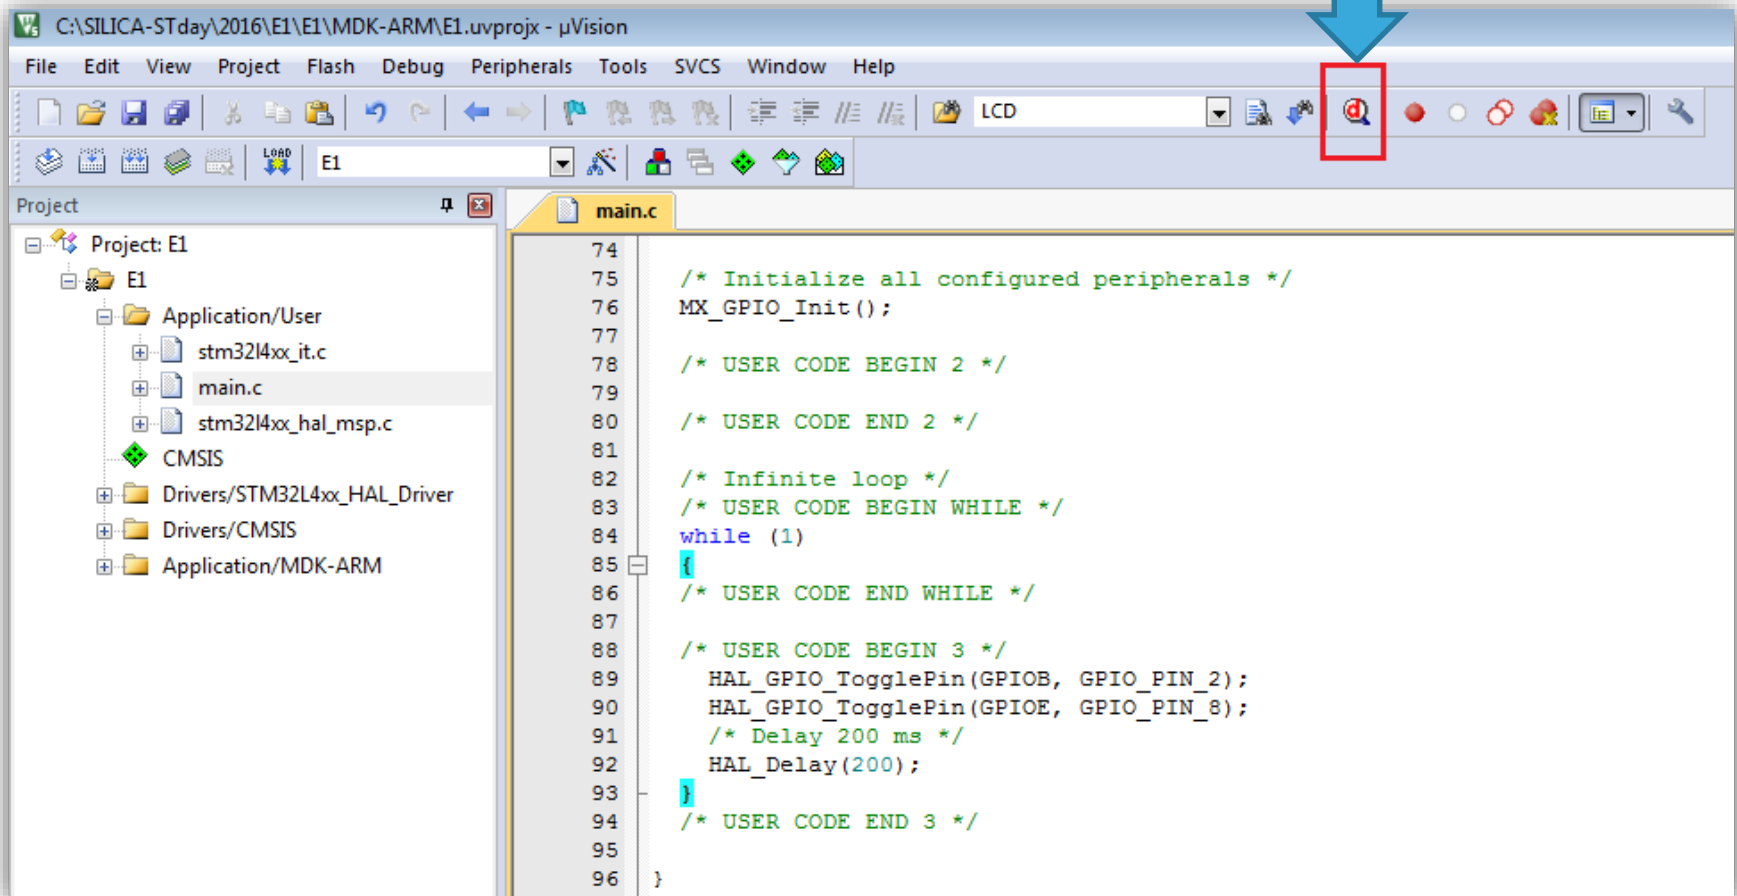 C:\SILICA-STday\2016\E1\E1\MDK-ARM\E1.uvprojx - µVision
File Edit View Project Flash Debug Peripherals Tools SVCS Window Help
LCD
LOAD E1
Project
main.c
Project: E1
E1
Application/User
stm32l4xx_it.c
main.c
stm32l4xx_hal_msp.c
CMSIS
Drivers/STM32L4xx_HAL_Driver
Drivers/CMSIS
Application/MDK-ARM
74
75 /* Initialize all configured peripherals */
76 MX_GPIO_Init();
77
78 /* USER CODE BEGIN 2 */
79
80 /* USER CODE END 2 */
81
82 /* Infinite loop */
83 /* USER CODE BEGIN WHILE */
84 while (1)
85 {
86 /* USER CODE END WHILE */
87
88 /* USER CODE BEGIN 3 */
89 HAL_GPIO_TogglePin(GPIOB, GPIO_PIN_2);
90 HAL_GPIO_TogglePin(GPIOE, GPIO_PIN_8);
91 /* Delay 200 ms */
92 HAL_Delay(200);
93 }
94 /* USER CODE END 3 */
95
96 }